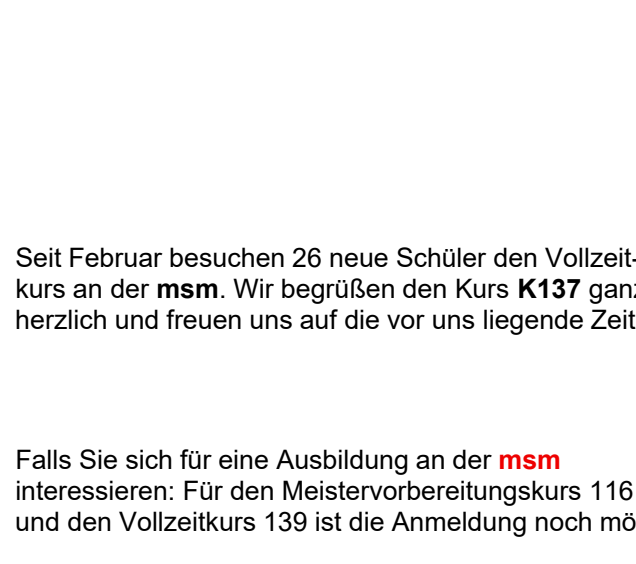 Seit Februar besuchen 26 neue Schüler den Vollzeit-
kurs an der msm. Wir begrüßen den Kurs K137 ganz
herzlich und freuen uns auf die vor uns liegende Zeit
Falls Sie sich für eine Ausbildung an der msm
interessieren: Für den Meistervorbereitungskurs 116
und den Vollzeitkurs 139 ist die Anmeldung noch mö